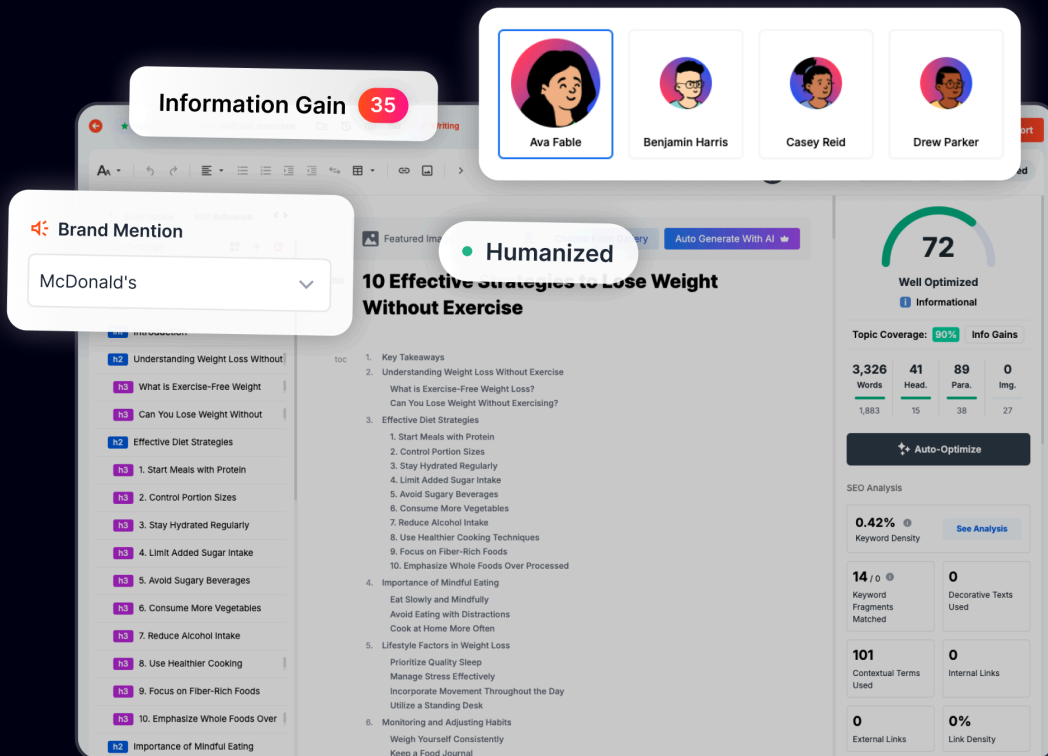 Ava Fable
Benjamin Harris
Casey Reid
Drew Parker
Information Gain 35
Writing
ort
ed
Brand Mention
McDonald's
Humanized
Featured Ima
Auto Generate With AI
10 Effective Strategies to Lose Weight
Without Exercise
Introduction
h2 Understanding Weight Loss Without
h3 What is Exercise-Free Weight
h3 Can You Lose Weight Without
h2 Effective Diet Strategies
h3 1. Start Meals with Protein
h3 2. Control Portion Sizes
h3 3. Stay Hydrated Regularly
h3 4. Limit Added Sugar Intake
h3 5. Avoid Sugary Beverages
h3 6. Consume More Vegetables
h3 7. Reduce Alcohol Intake
h3 8. Use Healthier Cooking
h3 9. Focus on Fiber-Rich Foods
h3 10. Emphasize Whole Foods Over
h2 Importance of Mindful Eating
toc
1. Key Takeaways
2. Understanding Weight Loss Without Exercise
What is Exercise-Free Weight Loss?
Can You Lose Weight Without Exercising?
3. Effective Diet Strategies
1. Start Meals with Protein
2. Control Portion Sizes
3. Stay Hydrated Regularly
4. Limit Added Sugar Intake
5. Avoid Sugary Beverages
6. Consume More Vegetables
7. Reduce Alcohol Intake
8. Use Healthier Cooking Techniques
9. Focus on Fiber-Rich Foods
10. Emphasize Whole Foods Over Processed
4. Importance of Mindful Eating
Eat Slowly and Mindfully
Avoid Eating with Distractions
Cook at Home More Often
5. Lifestyle Factors in Weight Loss
Prioritize Quality Sleep
Manage Stress Effectively
Incorporate Movement Throughout the Day
Utilize a Standing Desk
6. Monitoring and Adjusting Habits
Weigh Yourself Consistently
Keep a Food Journal
72
Well Optimized
Informational
Topic Coverage: 90% Info Gains
3,326 41 89 0
Words Head. Para. Img.
1,883 15 38 27
Auto-Optimize
SEO Analysis
0.42%
Keyword Density
See Analysis
14 / 0
Keyword
Fragments
Matched
0
Decorative Texts
Used
101
Contextual Terms
Used
0
Internal Links
0
External Links
0%
Link Density